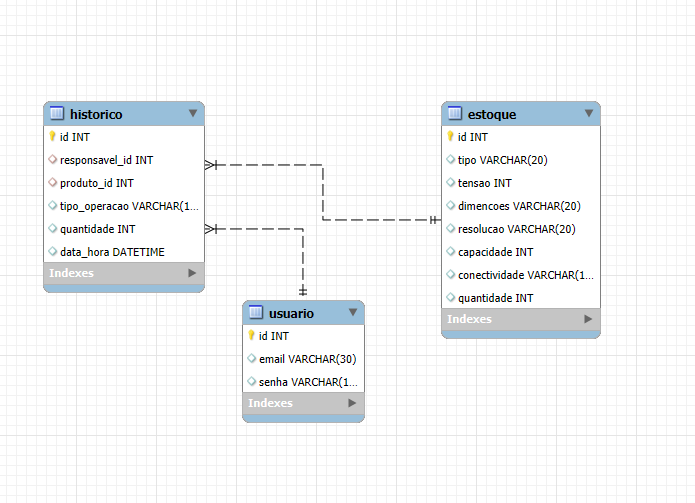 historico
id INT
responsavel_id INT
produto_id INT
tipo_operacao VARCHAR(1...
quantidade INT
data_hora DATETIME
Indexes
estoque
id INT
tipo VARCHAR(20)
tensao INT
dimencoes VARCHAR(20)
resolucao VARCHAR(20)
capacidade INT
conectividade VARCHAR(1...
quantidade INT
Indexes
usuario
id INT
email VARCHAR(30)
senha VARCHAR(1...
Indexes